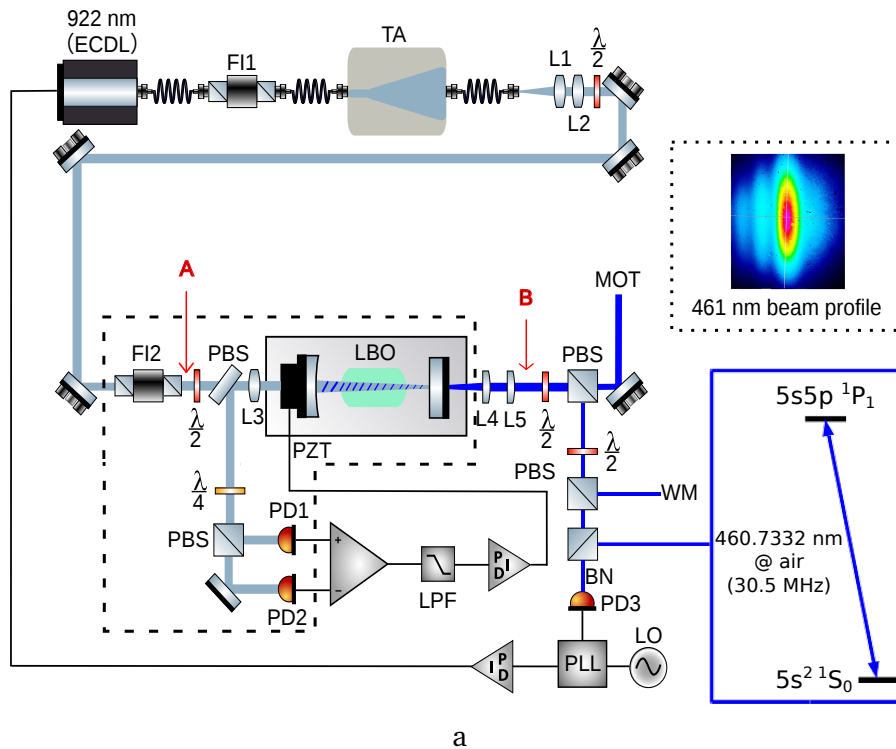 922 nm
(ECDL)
FI1
TA
L1
L2
λ
2
A
B
MOT
461 nm beam profile
FI2
PBS
LBO
PBS
λ
2
L3
L4
L5
λ
2
PZT
λ
2
5s5p ¹P₁
λ
4
PBS
WM
PBS
PD1
+
−
PD2
LPF
P
I
D
460.7332 nm
@ air
(30.5 MHz)
BN
PD3
P
I
D
PLL
LO
5s² ¹S₀
a